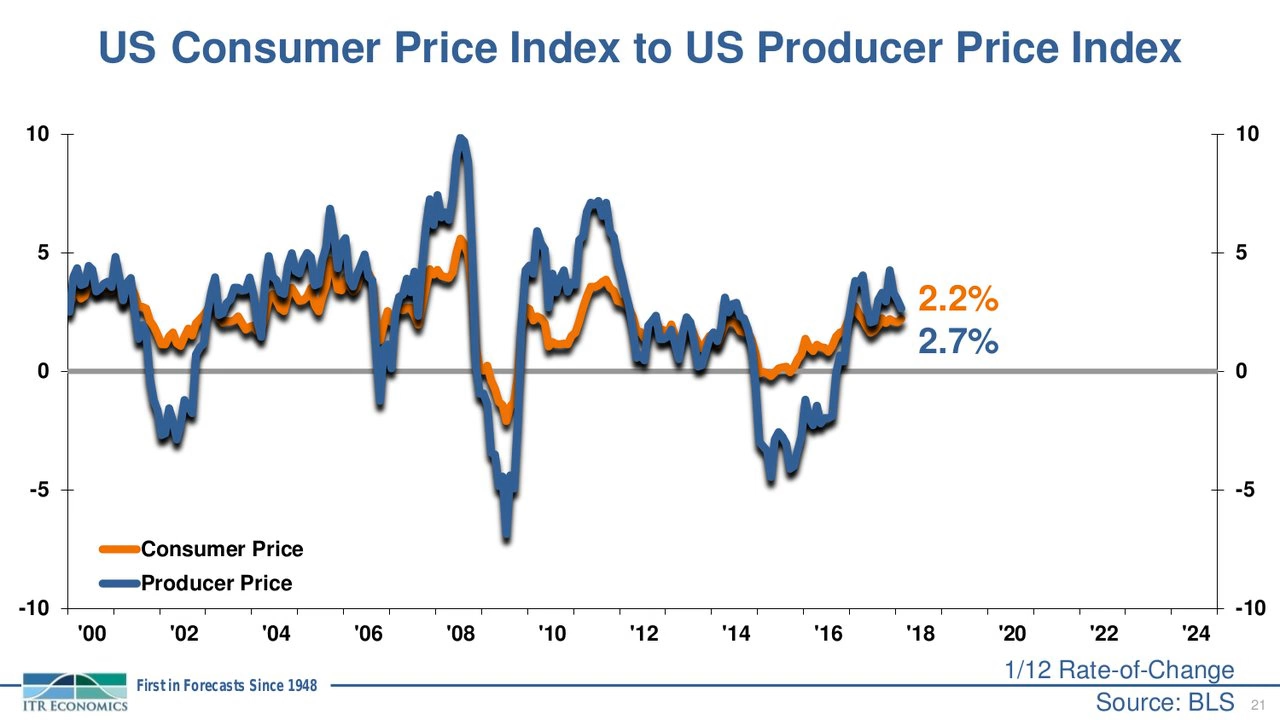 US Consumer Price Index to US Producer Price Index
10
10
5
5
2.2%
2.7%
0
0
-5
-5
Consumer Price
Producer Price
-10
-10
'00 '02 '04 '06 '08 '10 '12 '14 '16 '18 '20 '22 '24
1/12 Rate-of-Change
First in Forecasts Since 1948
ITR ECONOMICS
Source: BLS
21